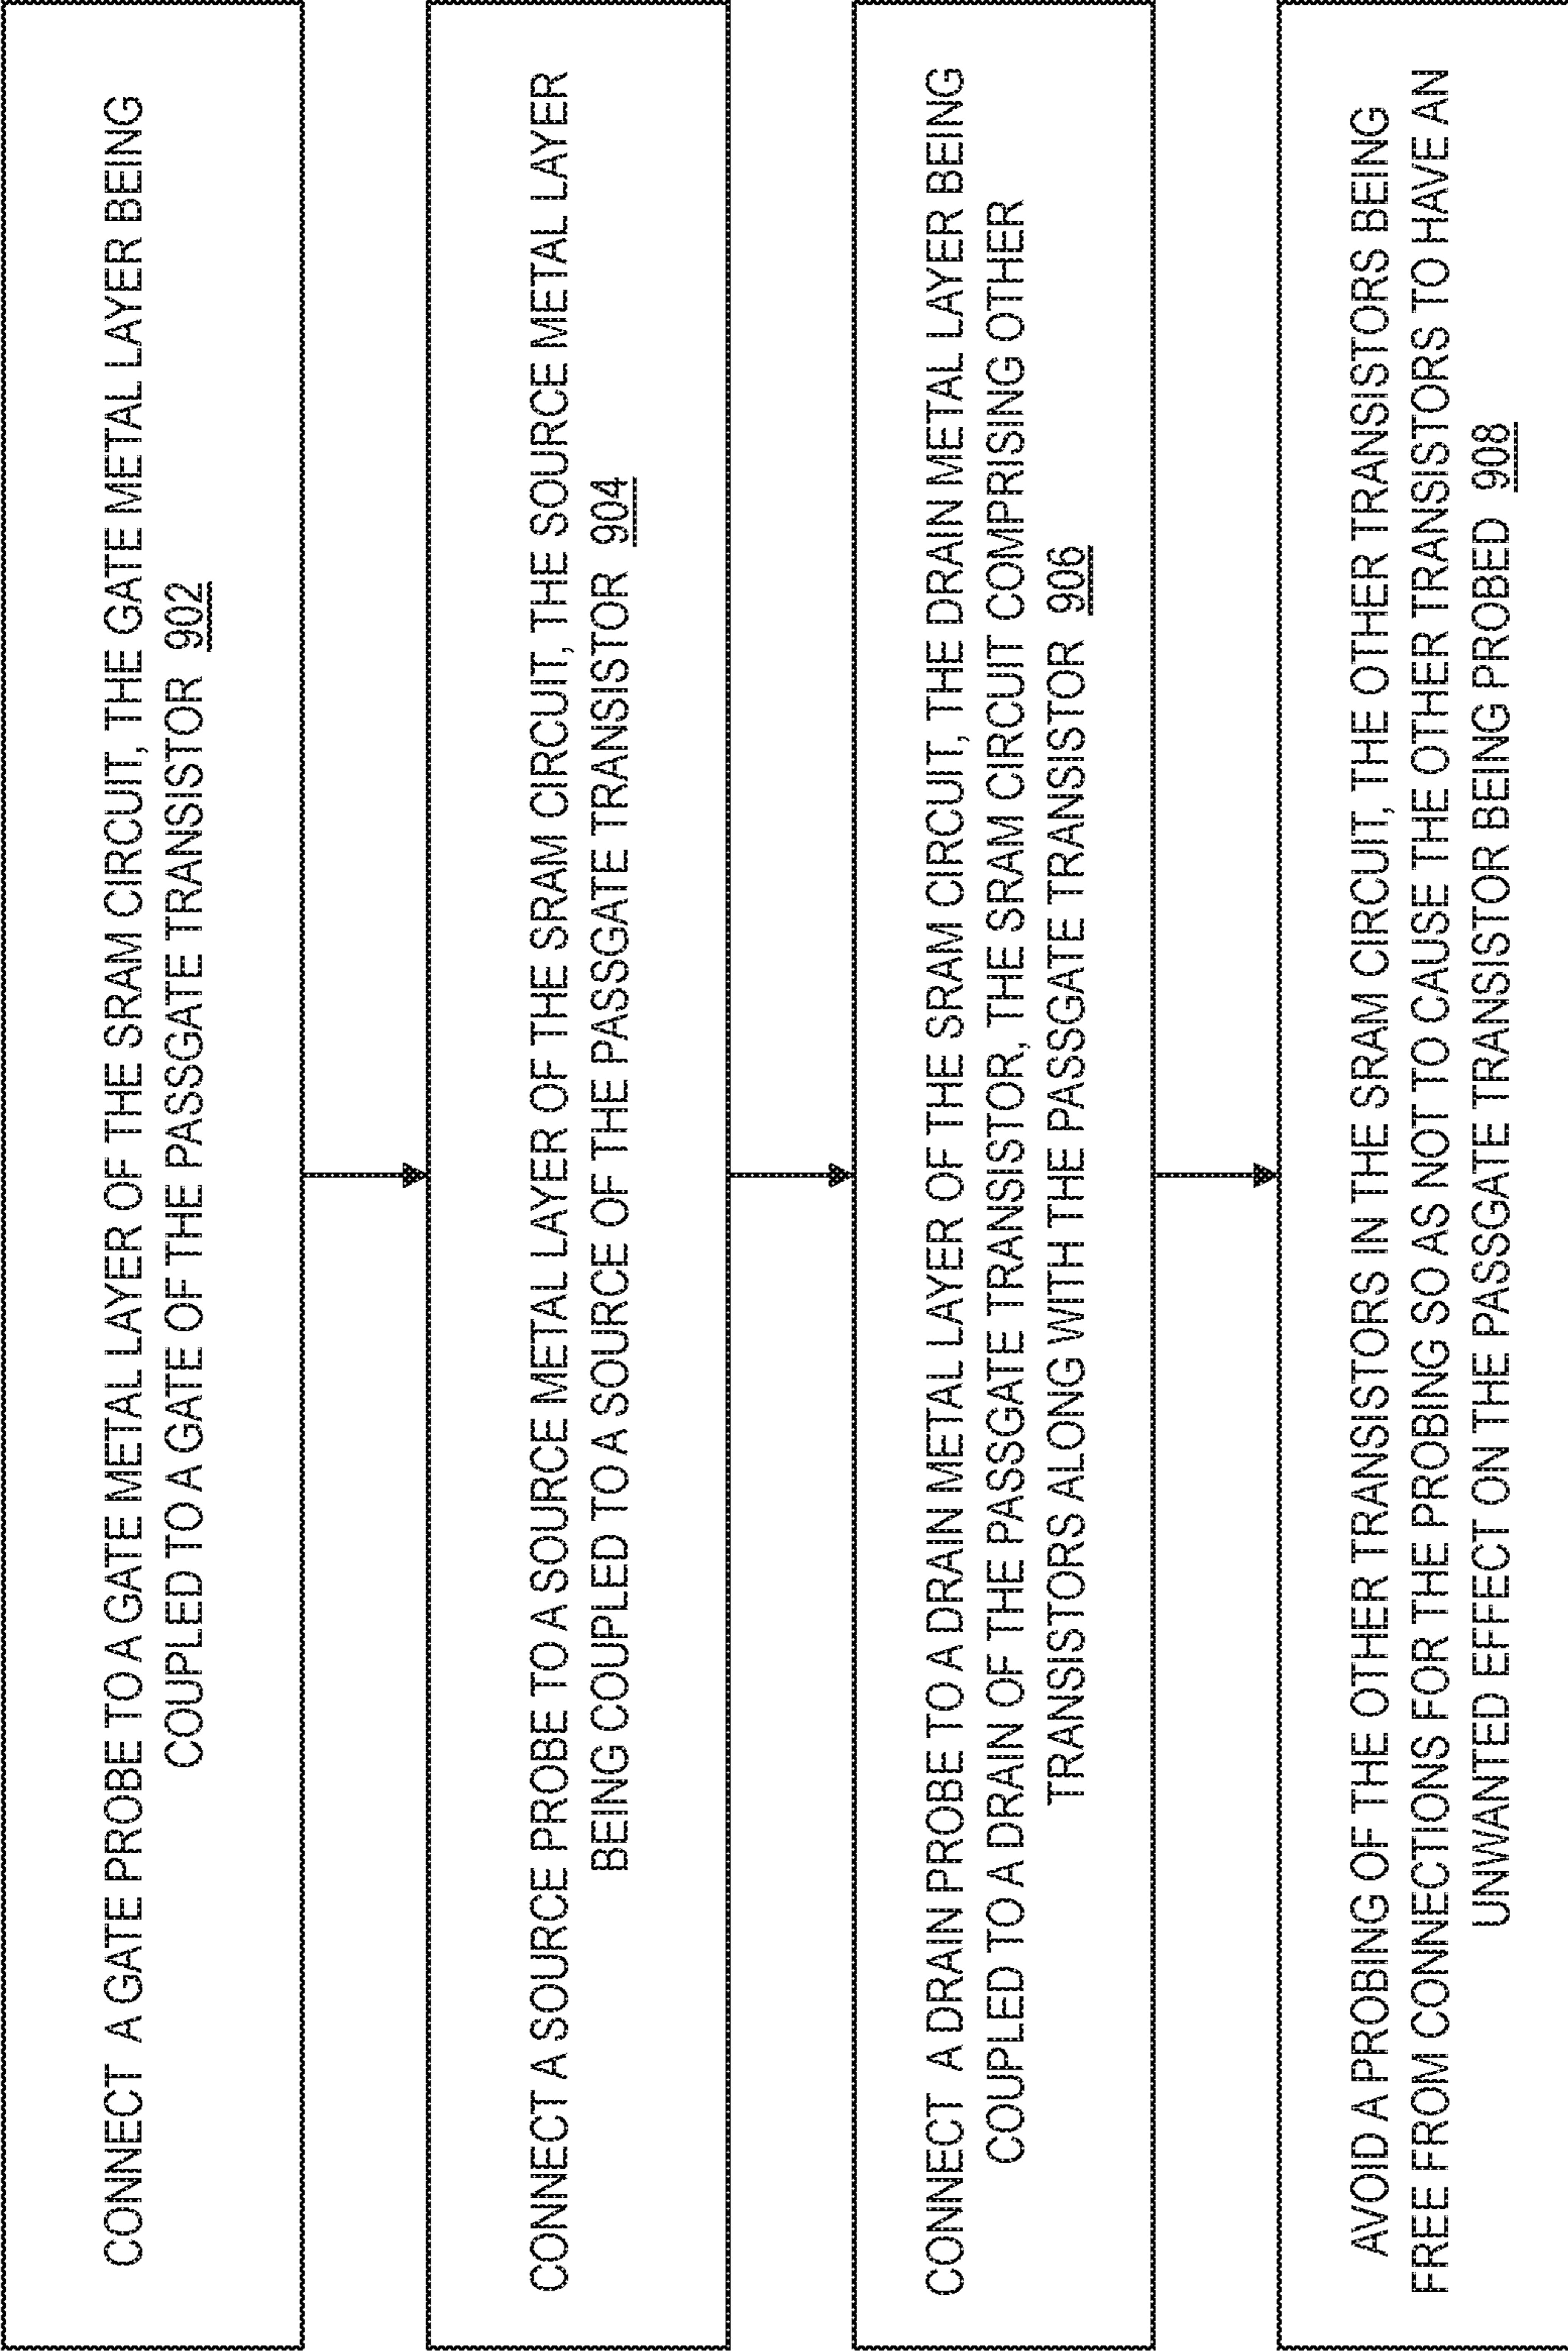 CONNECT A GATE PROBE TO A GATE METAL LAYER OF THE SRAM CIRCUIT, THE GATE METAL LAYER BEING
COUPLED TO A GATE OF THE PASSGATE TRANSISTOR 902
CONNECT A SOURCE PROBE TO A SOURCE METAL LAYER OF THE SRAM CIRCUIT, THE SOURCE METAL LAYER
BEING COUPLED TO A SOURCE OF THE PASSGATE TRANSISTOR 904
CONNECT A DRAIN PROBE TO A DRAIN METAL LAYER OF THE SRAM CIRCUIT, THE DRAIN METAL LAYER BEING
COUPLED TO A DRAIN OF THE PASSGATE TRANSISTOR, THE SRAM CIRCUIT COMPRISING OTHER
TRANSISTORS ALONG WITH THE PASSGATE TRANSISTOR 906
AVOID A PROBING OF THE OTHER TRANSISTORS IN THE SRAM CIRCUIT, THE OTHER TRANSISTORS BEING
FREE FROM CONNECTIONS FOR THE PROBING SO AS NOT TO CAUSE THE OTHER TRANSISTORS TO HAVE AN
UNWANTED EFFECT ON THE PASSGATE TRANSISTOR BEING PROBED 908